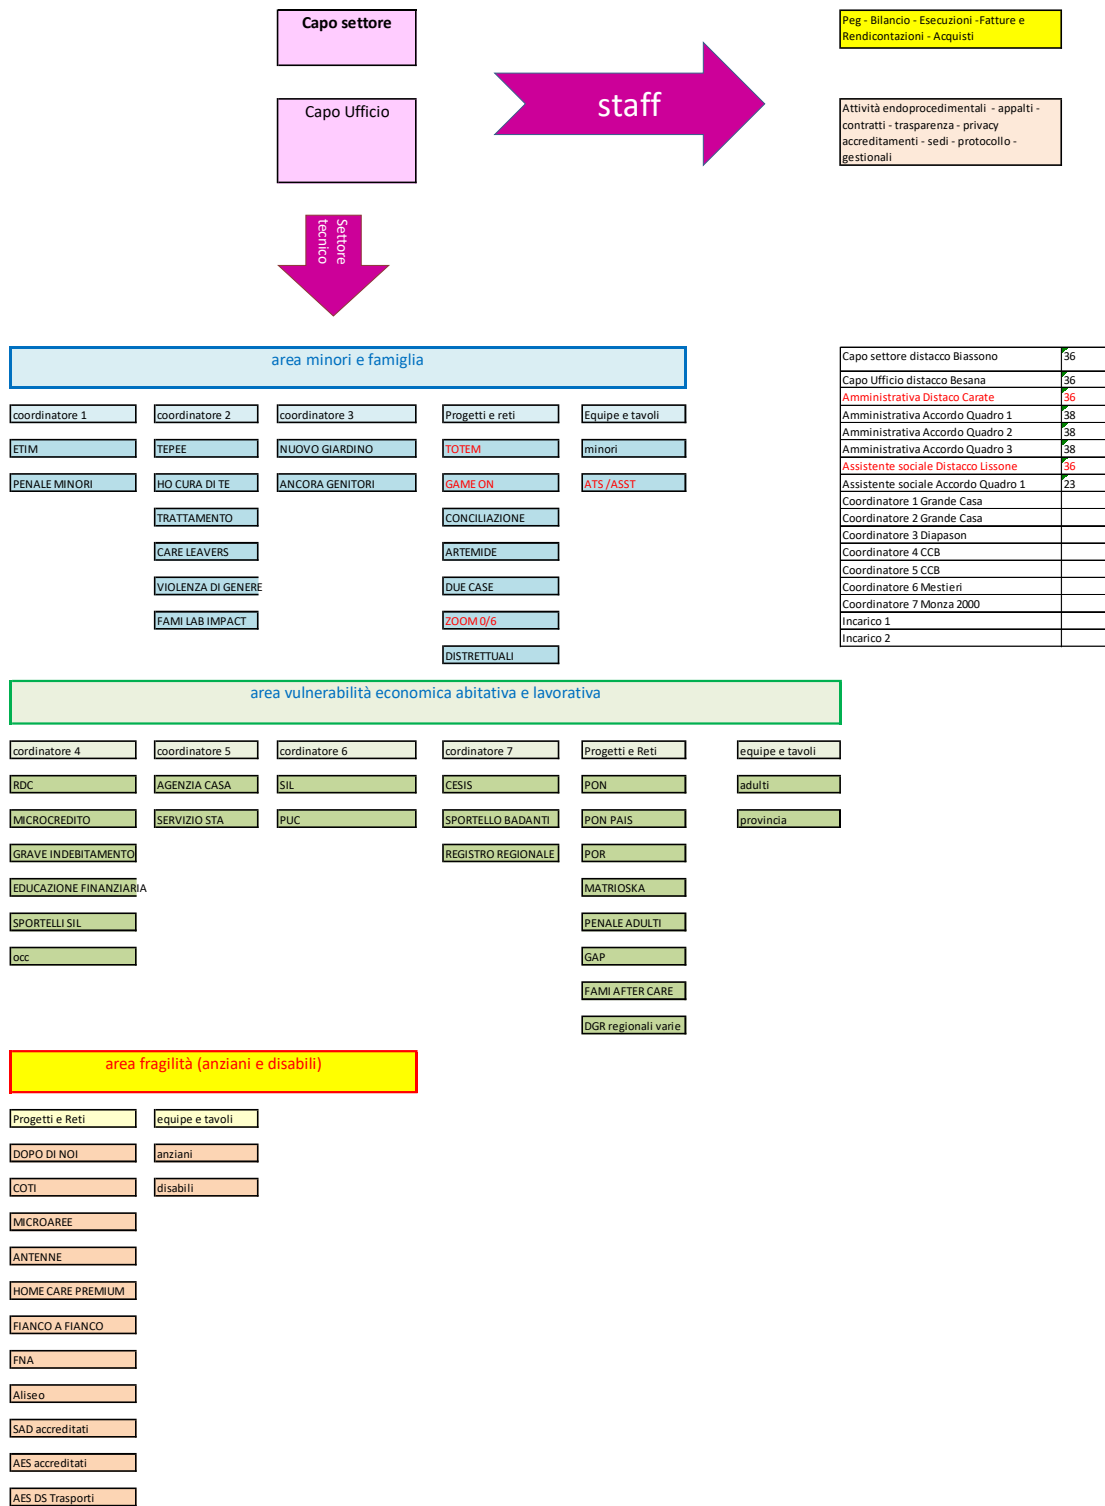 Capo settore
Peg - Bilancio - Esecuzioni -Fatture e
Rendicontazioni - Acquisti
staff
Capo Ufficio
Attività endoprocedimentali - appalti -
contratti - trasparenza - privacy
accreditamenti - sedi - protocollo -
gestionali
Settore
tecnico
area minori e famiglia
coordinatore 1
coordinatore 2
coordinatore 3
Progetti e reti
Equipe e tavoli
ETIM
TEPEE
NUOVO GIARDINO
TOTEM
minori
PENALE MINORI
HO CURA DI TE
ANCORA GENITORI
GAME ON
ATS /ASST
TRATTAMENTO
CONCILIAZIONE
CARE LEAVERS
ARTEMIDE
VIOLENZA DI GENERE
DUE CASE
FAMI LAB IMPACT
ZOOM 0/6
DISTRETTUALI
Capo settore distacco Biassono 36
Capo Ufficio distacco Besana 36
Amministrativa Distaco Carate 36
Amministrativa Accordo Quadro 1 38
Amministrativa Accordo Quadro 2 38
Amministrativa Accordo Quadro 3 38
Assistente sociale Distacco Lissone 36
Assistente sociale Accordo Quadro 1 23
Coordinatore 1 Grande Casa
Coordinatore 2 Grande Casa
Coordinatore 3 Diapason
Coordinatore 4 CCB
Coordinatore 5 CCB
Coordinatore 6 Mestieri
Coordinatore 7 Monza 2000
Incarico 1
Incarico 2
area vulnerabilità economica abitativa e lavorativa
cordinatore 4
coordinatore 5
cordinatore 6
cordinatore 7
Progetti e Reti
equipe e tavoli
RDC
AGENZIA CASA
SIL
CESIS
PON
adulti
MICROCREDITO
SERVIZIO STA
PUC
SPORTELLO BADANTI
PON PAIS
provincia
GRAVE INDEBITAMENTO
REGISTRO REGIONALE
POR
EDUCAZIONE FINANZIARIA
MATRIOSKA
SPORTELLI SIL
PENALE ADULTI
occ
GAP
FAMI AFTER CARE
DGR regionali varie
area fragilità (anziani e disabili)
Progetti e Reti
equipe e tavoli
DOPO DI NOI
anziani
COTI
disabili
MICROAREE
ANTENNE
HOME CARE PREMIUM
FIANCO A FIANCO
FNA
Aliseo
SAD accreditati
AES accreditati
AES DS Trasporti